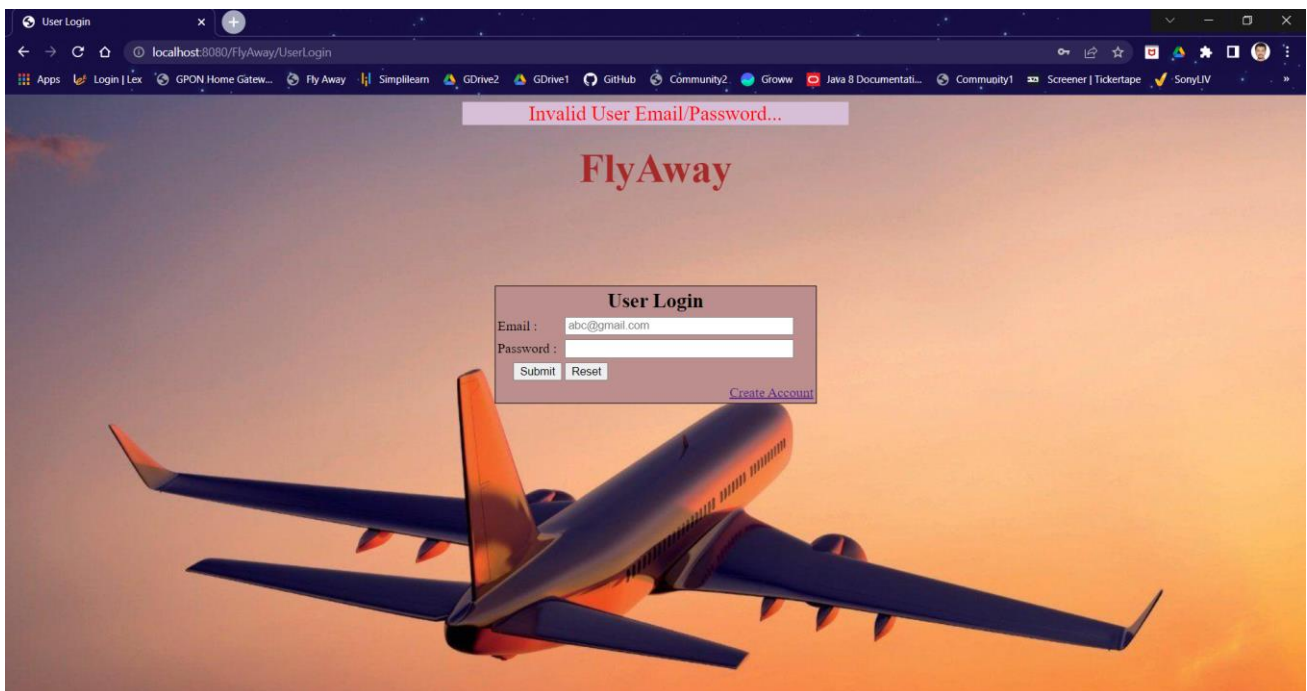 User Login
localhost:8080/FlyAway/UserLogin
Apps Login | Lex GPON Home Gatew... Fly Away Simplilearn GDrive2 GDrive1 GitHub Community2 Groww Java 8 Documentati... Community1 Screener | Tickertape SonyLIV »
Invalid User Email/Password...
FlyAway
User Login
Email : abc@gmail.com
Password :
Submit Reset
Create Account